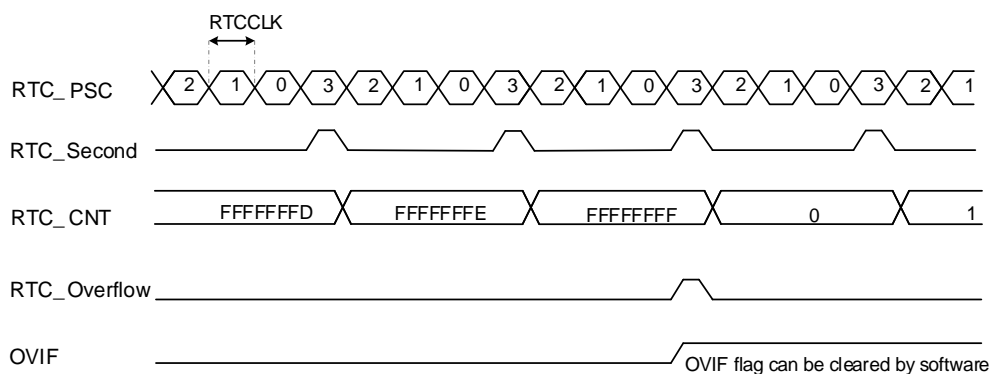 RTCCLK
RTC_PSC 2 1 0 3 2 1 0 3 2 1 0 3 2 1 0 3 2 1
RTC_Second
RTC_CNT FFFFFFFD FFFFFFFE FFFFFFFF 0 1
RTC_Overflow
OVIF OVIF flag can be cleared by software